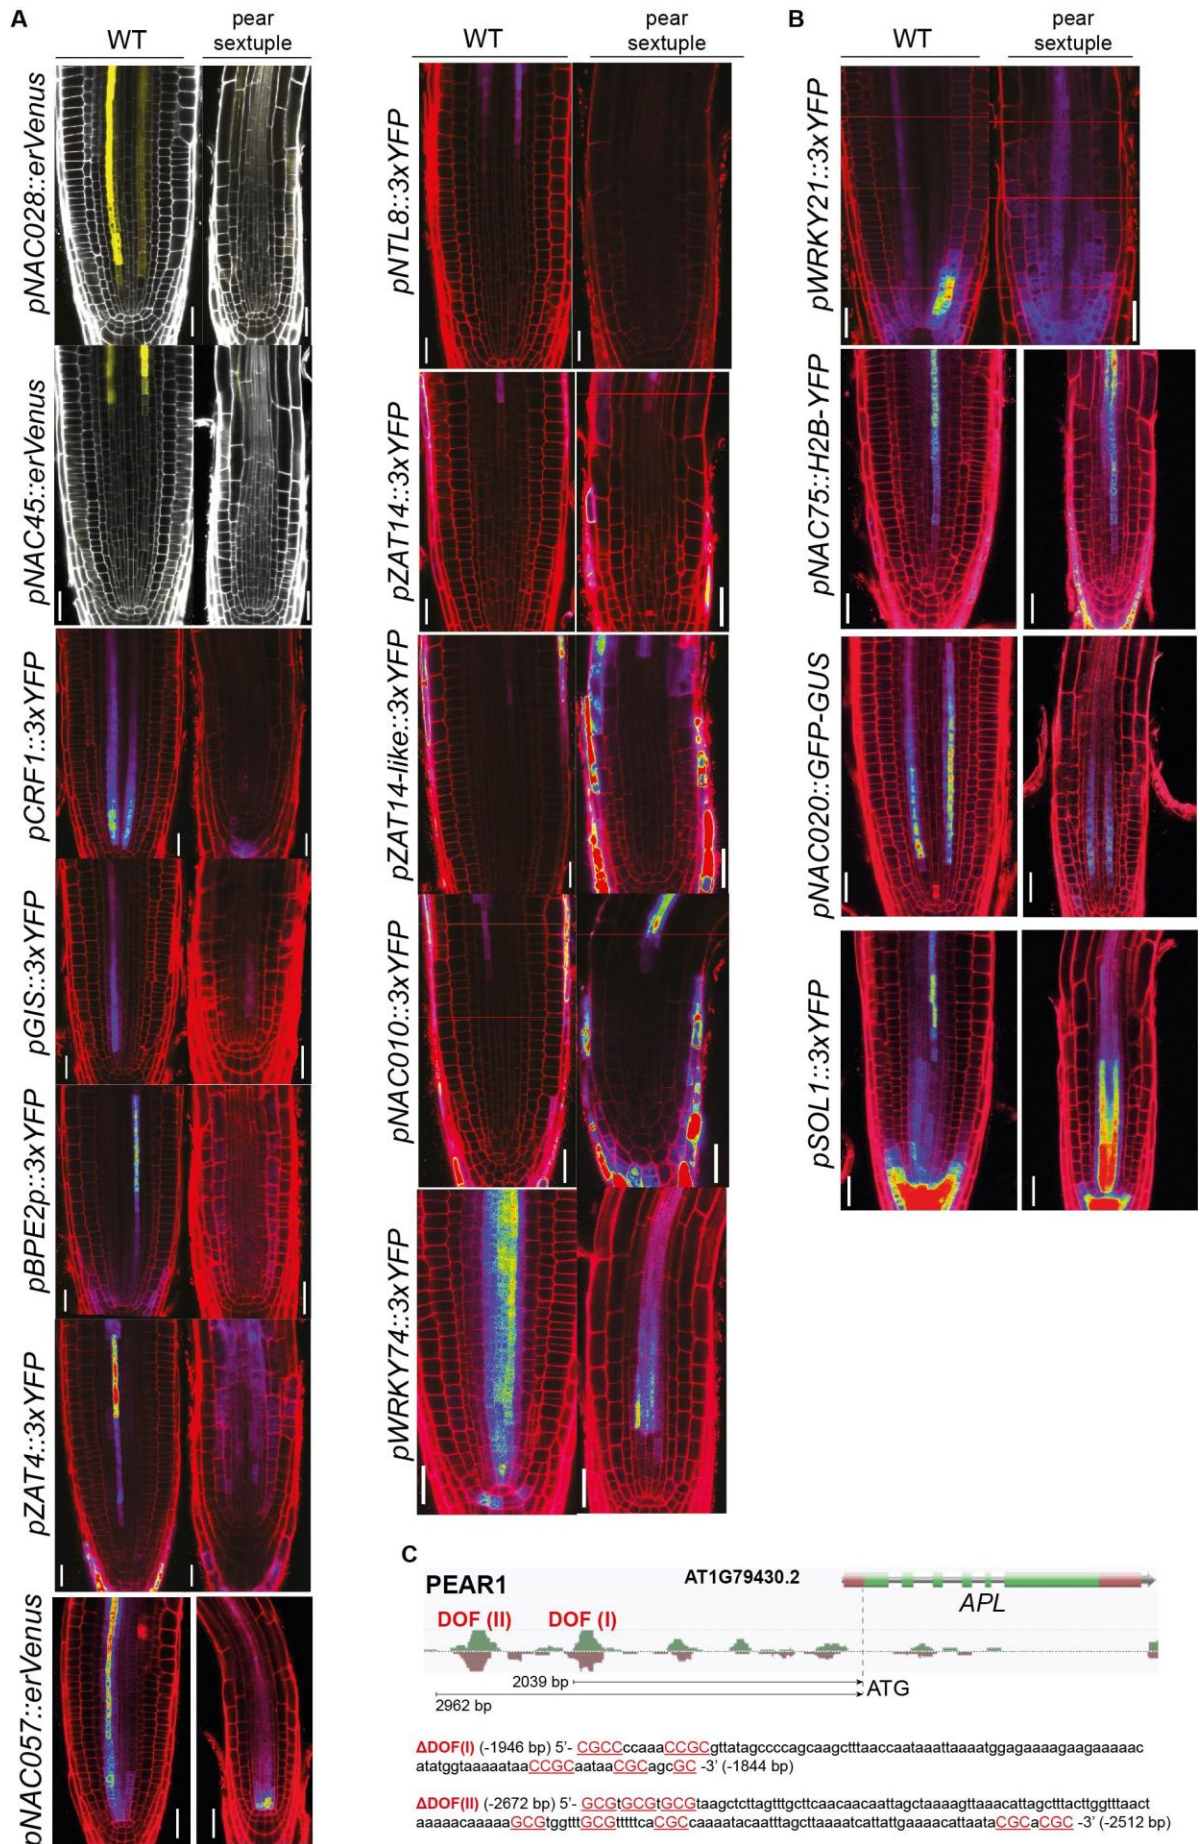 A
WT
pear
sextuple
pNAC028::erVenus
pNAC45::erVenus
pCRF1::3xYFP
pGIS::3xYFP
pBPE2p::3xYFP
pZAT4::3xYFP
pNAC057::erVenus
WT
pear
sextuple
pNTL8::3xYFP
pZAT14::3xYFP
pZAT14-like::3xYFP
pNAC010::3xYFP
pWRKY74::3xYFP
B
WT
pear
sextuple
pWRKY21::3xYFP
pNAC75::H2B-YFP
pNAC020::GFP-GUS
pSOL1::3xYFP
C
PEAR1
AT1G79430.2
APL
DOF (II)
DOF (I)
2039 bp
ATG
2962 bp
ΔDOF(I) (-1946 bp) 5'- CGCCccaaaCCGCgttatagccccagcaagctttaaccaataaattaaaatggagaaaagaagaaaaac
atatggtaaaaataaCCGCaataaCGCagcGC -3' (-1844 bp)
ΔDOF(II) (-2672 bp) 5'- GCGtGCGtGCGtaagctcttagtttgcttcaacaacaattagctaaaagttaaacattagctttacttggtttaact
aaaaacaaaaaGCGtggtttGCGtttttcaCGCcaaaatacaatttagcttaaaatcattattgaaaacattaataCGCaCGC -3' (-2512 bp)